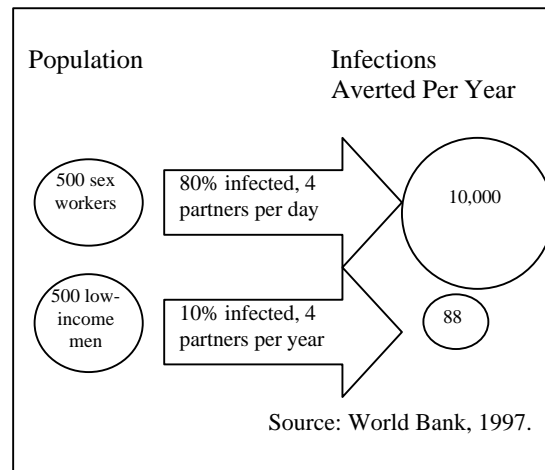 Population
Infections
Averted Per Year
500 sex
workers
80% infected, 4
partners per day
10,000
500 low-
income
men
10% infected, 4
partners per year
88
Source: World Bank, 1997.